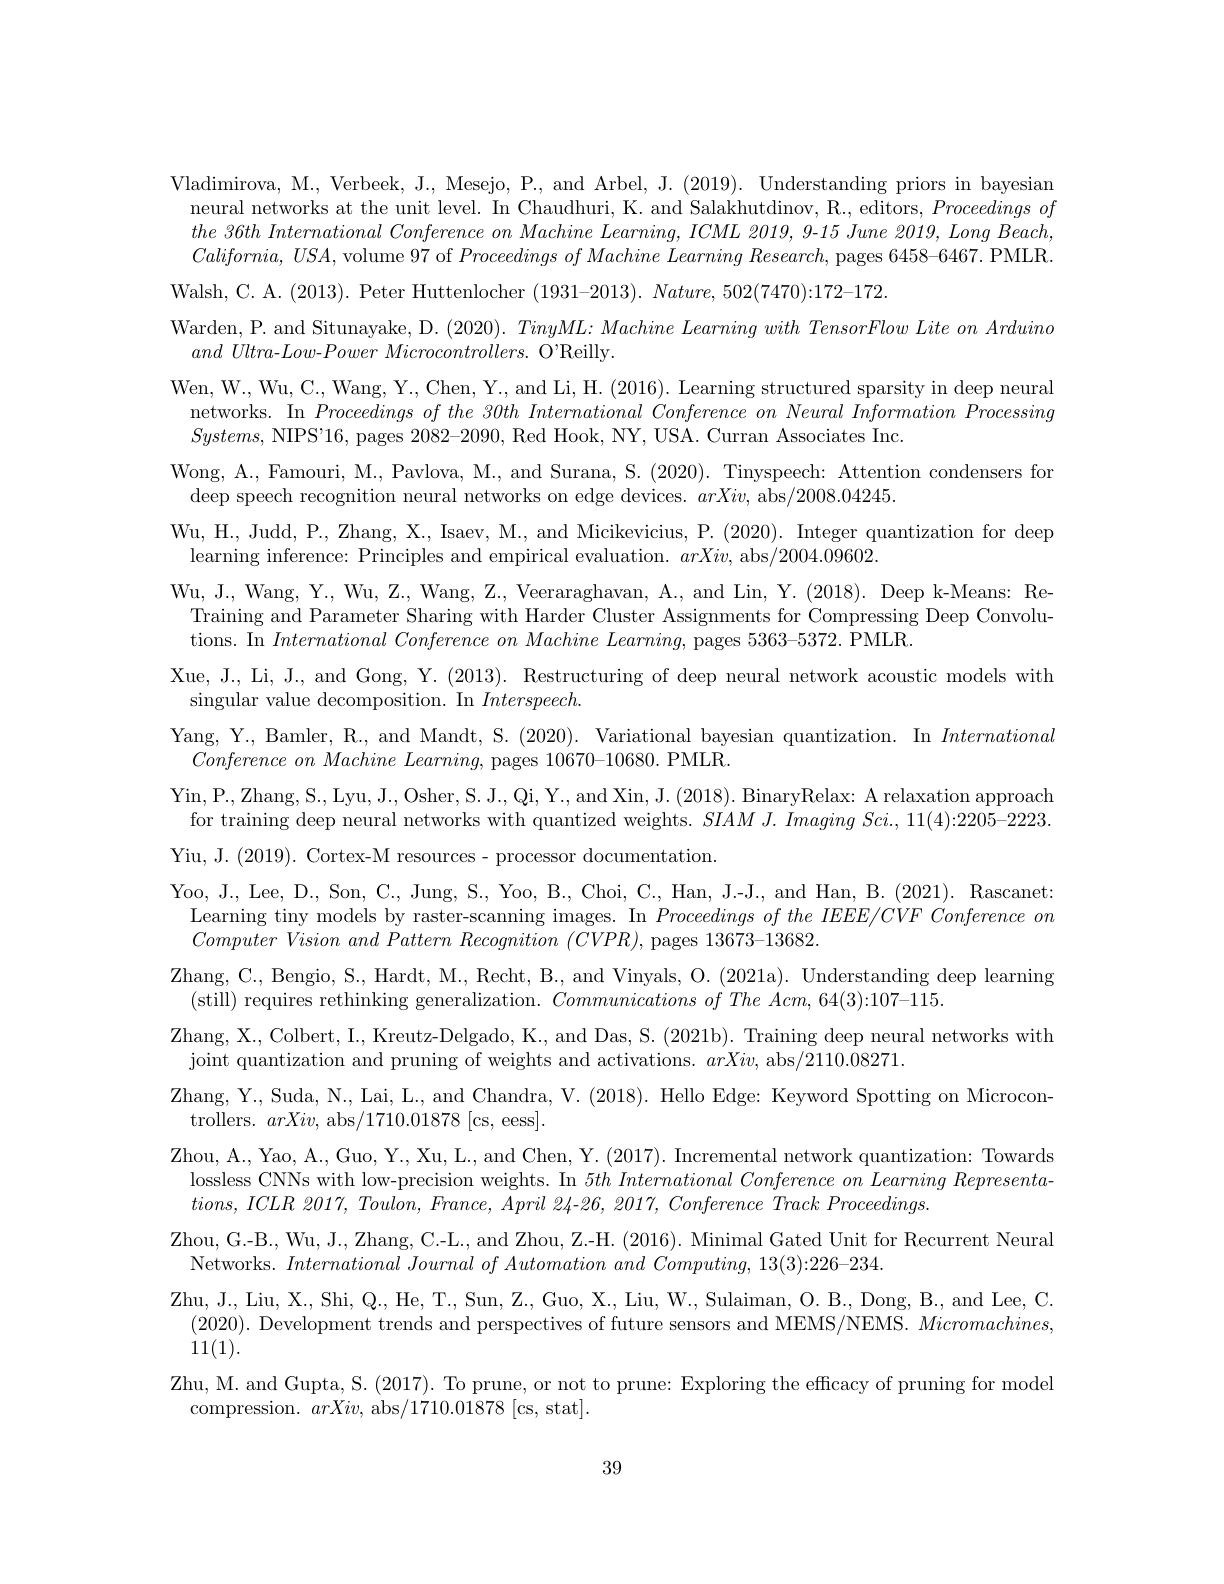 Vladimirova, M., Verbeek, J., Mesejo, P., and Arbel, J. (2019). Understanding priors in bayesian
neural networks at the unit level. In Chaudhuri, K. and Salakhutdinov, R., editors, Proceedings of
the 36th International Conference on Machine Learning, ICML 2019, 9-15 June 2019, Long Beach,
California, USA, volume 97 of Proceedings of Machine Learning Research, pages 6458–6467. PMLR.
Walsh, C. A. (2013). Peter Huttenlocher (1931–2013). Nature, 502(7470):172–172.
Warden, P. and Situnayake, D. (2020). TinyML: Machine Learning with TensorFlow Lite on Arduino
and Ultra-Low-Power Microcontrollers. O'Reilly.
Wen, W., Wu, C., Wang, Y., Chen, Y., and Li, H. (2016). Learning structured sparsity in deep neural
networks. In Proceedings of the 30th International Conference on Neural Information Processing
Systems, NIPS'16, pages 2082–2090, Red Hook, NY, USA. Curran Associates Inc.
Wong, A., Famouri, M., Pavlova, M., and Surana, S. (2020). Tinyspeech: Attention condensers for
deep speech recognition neural networks on edge devices. arXiv, abs/2008.04245.
Wu, H., Judd, P., Zhang, X., Isaev, M., and Micikevicius, P. (2020). Integer quantization for deep
learning inference: Principles and empirical evaluation. arXiv, abs/2004.09602.
Wu, J., Wang, Y., Wu, Z., Wang, Z., Veeraraghavan, A., and Lin, Y. (2018). Deep k-Means: Re-
Training and Parameter Sharing with Harder Cluster Assignments for Compressing Deep Convolu-
tions. In International Conference on Machine Learning, pages 5363–5372. PMLR.
Xue, J., Li, J., and Gong, Y. (2013). Restructuring of deep neural network acoustic models with
singular value decomposition. In Interspeech.
Yang, Y., Bamler, R., and Mandt, S. (2020). Variational bayesian quantization. In International
Conference on Machine Learning, pages 10670–10680. PMLR.
Yin, P., Zhang, S., Lyu, J., Osher, S. J., Qi, Y., and Xin, J. (2018). BinaryRelax: A relaxation approach
for training deep neural networks with quantized weights. SIAM J. Imaging Sci., 11(4):2205–2223.
Yiu, J. (2019). Cortex-M resources - processor documentation.
Yoo, J., Lee, D., Son, C., Jung, S., Yoo, B., Choi, C., Han, J.-J., and Han, B. (2021). Rascanet:
Learning tiny models by raster-scanning images. In Proceedings of the IEEE/CVF Conference on
Computer Vision and Pattern Recognition (CVPR), pages 13673–13682.
Zhang, C., Bengio, S., Hardt, M., Recht, B., and Vinyals, O. (2021a). Understanding deep learning
(still) requires rethinking generalization. Communications of The Acm, 64(3):107–115.
Zhang, X., Colbert, I., Kreutz-Delgado, K., and Das, S. (2021b). Training deep neural networks with
joint quantization and pruning of weights and activations. arXiv, abs/2110.08271.
Zhang, Y., Suda, N., Lai, L., and Chandra, V. (2018). Hello Edge: Keyword Spotting on Microcon-
trollers. arXiv, abs/1710.01878 [cs, eess].
Zhou, A., Yao, A., Guo, Y., Xu, L., and Chen, Y. (2017). Incremental network quantization: Towards
lossless CNNs with low-precision weights. In 5th International Conference on Learning Representa-
tions, ICLR 2017, Toulon, France, April 24-26, 2017, Conference Track Proceedings.
Zhou, G.-B., Wu, J., Zhang, C.-L., and Zhou, Z.-H. (2016). Minimal Gated Unit for Recurrent Neural
Networks. International Journal of Automation and Computing, 13(3):226–234.
Zhu, J., Liu, X., Shi, Q., He, T., Sun, Z., Guo, X., Liu, W., Sulaiman, O. B., Dong, B., and Lee, C.
(2020). Development trends and perspectives of future sensors and MEMS/NEMS. Micromachines,
11(1).
Zhu, M. and Gupta, S. (2017). To prune, or not to prune: Exploring the efficacy of pruning for model
compression. arXiv, abs/1710.01878 [cs, stat].
39